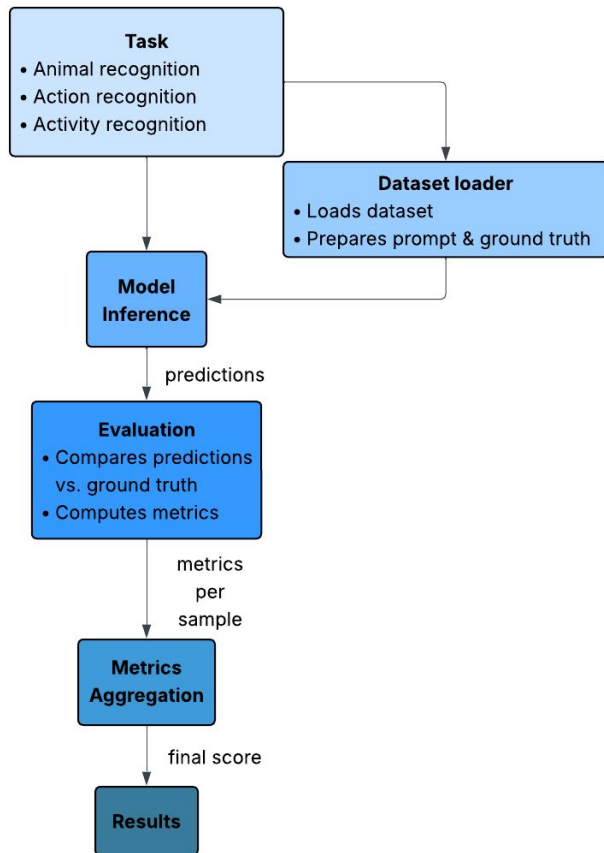 Task
• Animal recognition
• Action recognition
• Activity recognition
Dataset loader
• Loads dataset
• Prepares prompt & ground truth
Model
Inference
predictions
Evaluation
• Compares predictions
vs. ground truth
• Computes metrics
metrics
per
sample
Metrics
Aggregation
final score
Results